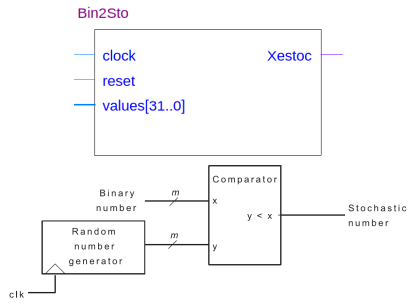 Bin2Sto
clock
Xestoc
reset
values[31..0]
Comparator
Binary
number
m
x
y < x
Stochastic
number
Random
number
generator
m
y
clk